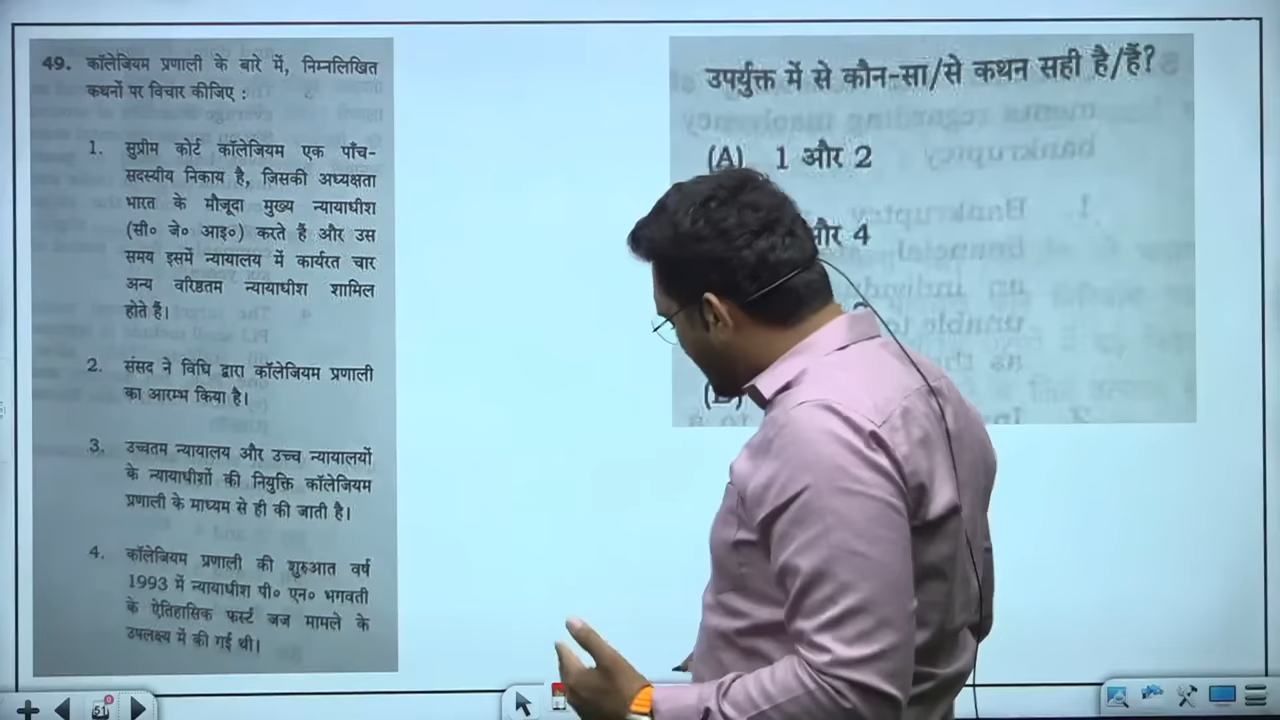 49. कॉलेजियम प्रणाली के बारे में, निम्नलिखित
कथनों पर विचार कीजिए :
1. सुप्रीम कोर्ट कॉलेजियम एक पाँच-
सदस्यीय निकाय है, जिसकी अध्यक्षता
भारत के मौजूदा मुख्य न्यायाधीश
(सी० जे० आइ०) करते हैं और उस
समय इसमें न्यायालय में कार्यरत चार
अन्य वरिष्ठतम न्यायाधीश शामिल
होते हैं।
2. संसद ने विधि द्वारा कॉलेजियम प्रणाली
का आरम्भ किया है।
3. उच्चतम न्यायालय और उच्च न्यायालयों
के न्यायाधीशों की नियुक्ति कॉलेजियम
प्रणाली के माध्यम से ही की जाती है।
4. कॉलेजियम प्रणाली की शुरुआत वर्ष
1993 में न्यायाधीश पी० एन० भगवती
के ऐतिहासिक फर्स्ट जज मामले के
उपलक्ष्य में की गई थी।
उपर्युक्त में से कौन-सा/से कथन सही है/हैं?
(A) 1 और 2
और 4
51